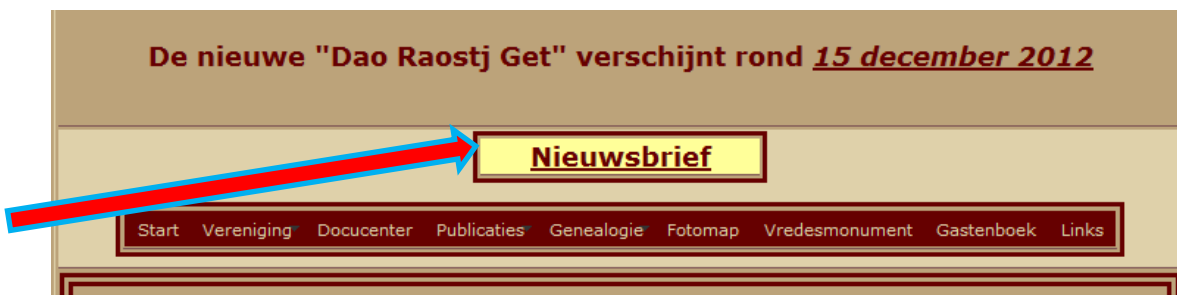 De nieuwe "Dao Raostj Get" verschijnt rond 15 december 2012
Nieuwsbrief
Start Vereniging Docucenter Publicaties Genealogie Fotomap Vredesmonument Gastenboek Links